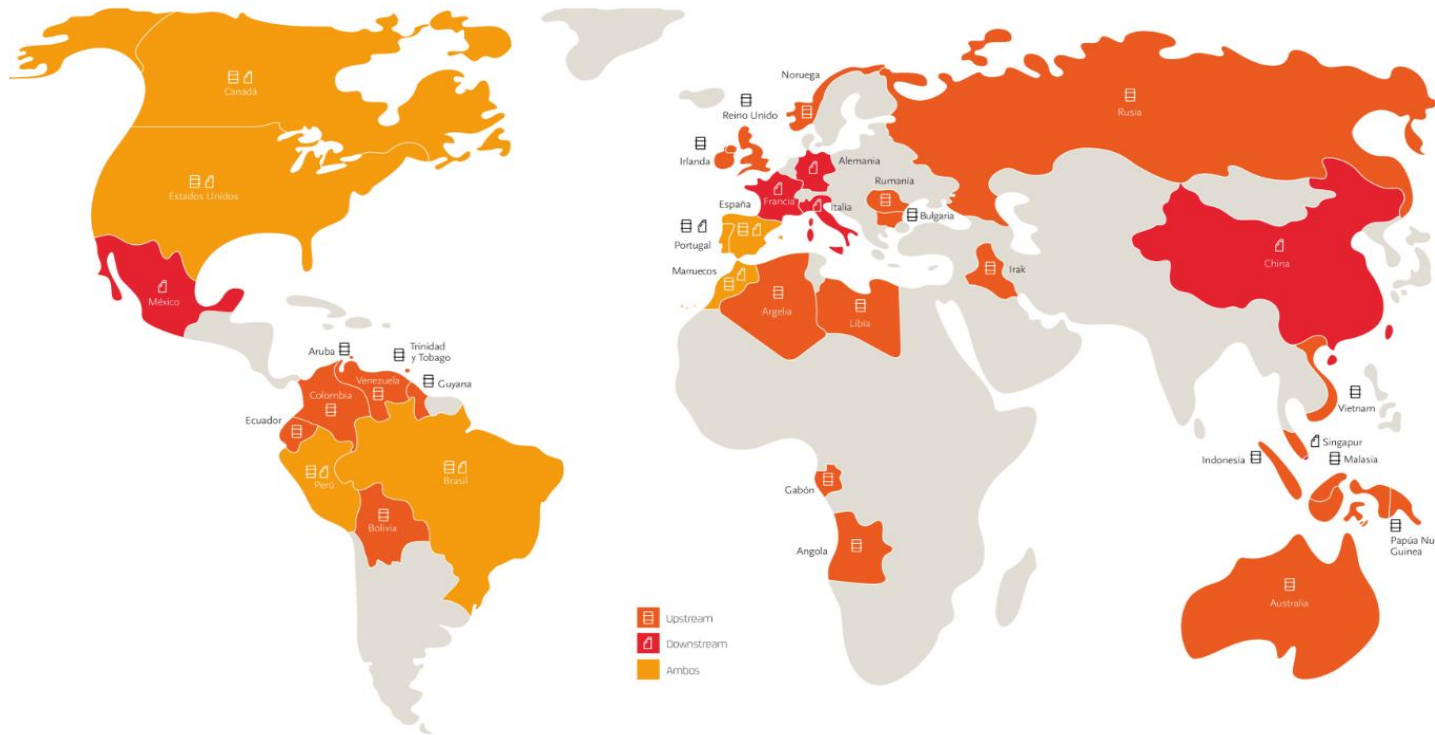 Canadá
Estados Unidos
México
Aruba
Trinidad
y Tobago
Venezuela
Guyana
Colombia
Ecuador
Perú
Brasil
Bolivia
Noruega
Reino Unido
Irlanda
Rusia
Alemania
Rumanía
Francia
Italia
España
Bulgaria
Portugal
Marruecos
Argelia
Libia
Irak
China
Vietnam
Singapur
Indonesia
Malasia
Gabón
Angola
Papúa Nu
Guinea
Australia
Upstream
Downstream
Ambos